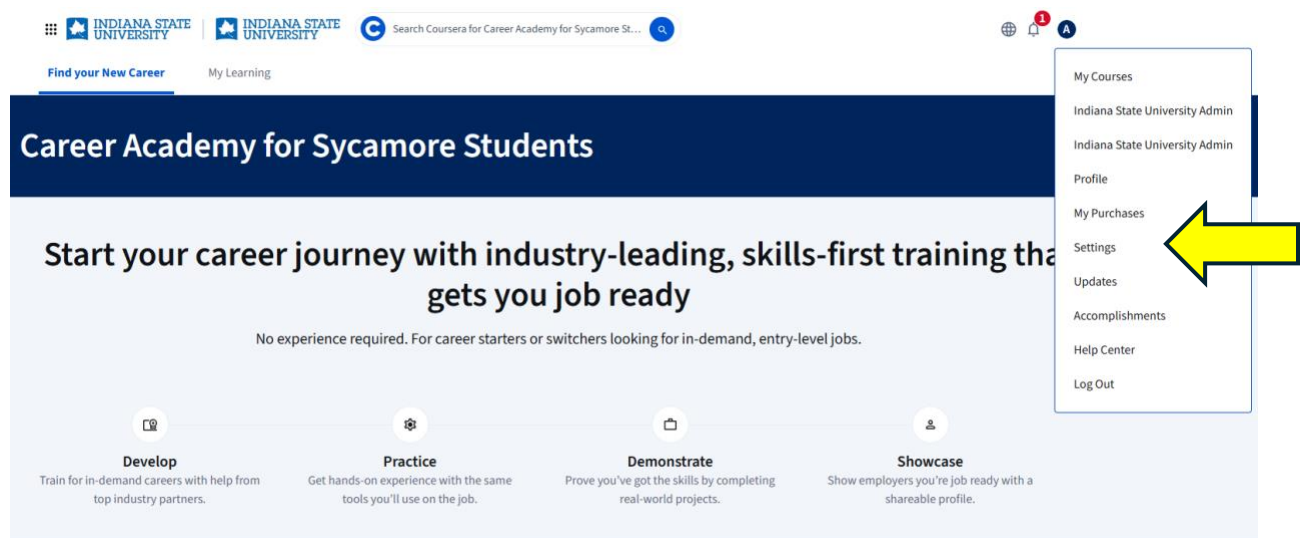 INDIANA STATE
UNIVERSITY
INDIANA STATE
UNIVERSITY
C
Search Coursera for Career Academy for Sycamore St...
1
A
Find your New Career
My Learning
My Courses
Indiana State University Admin
Indiana State University Admin
Profile
My Purchases
Settings
Updates
Accomplishments
Help Center
Log Out
Career Academy for Sycamore Students
Start your career journey with industry-leading, skills-first training tha
gets you job ready
No experience required. For career starters or switchers looking for in-demand, entry-level jobs.
Develop
Train for in-demand careers with help from
top industry partners.
Practice
Get hands-on experience with the same
tools you'll use on the job.
Demonstrate
Prove you've got the skills by completing
real-world projects.
Showcase
Show employers you're job ready with a
shareable profile.